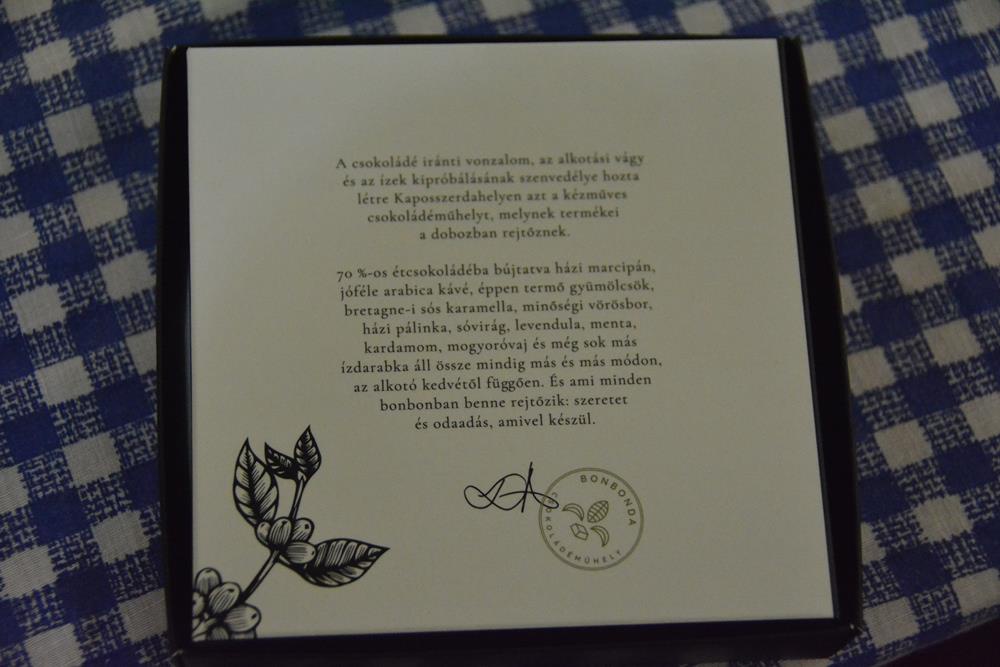 A csokoládé iránti vonzalom, az alkotási vágy
és az ízek kipróbálásának szenvedélye hozta
létre Kaposszerdahelyen azt a kézműves
csokoládéműhelyt, melynek termékei
a dobozban rejtőznek.
70 %-os étcsokoládéba bújtatva házi marcipán,
jóféle arabica kávé, éppen termő gyümölcsök,
bretagne-i sós karamella, minőségi vörösbor,
házi pálinka, sóvirág, levendula, menta,
kardamom, mogyoróvaj és még sok más
ízdarabka áll össze mindig más és más módon,
az alkotó kedvétől függően. És ami minden
bonbonban benne rejtőzik: szeretet
és odaadás, amivel készül.
BONBONDA
CSOKOLÁDÉMŰHELY